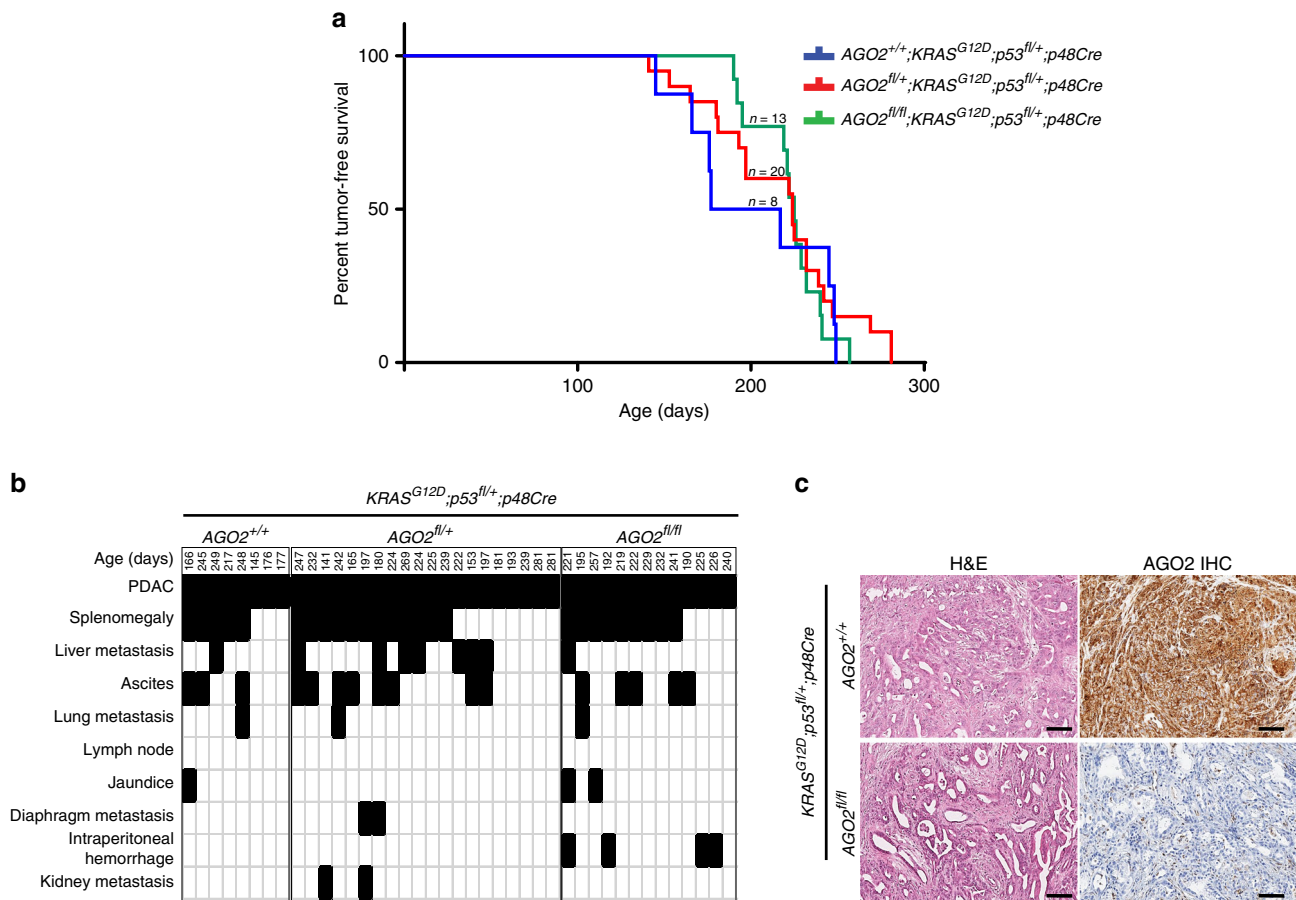 a
100
50
0
Percent tumor-free survival
100
200
300
Age (days)
n = 13
n = 20
n = 8
AGO2+/+;KRASG12D;p53fl/+;p48Cre
AGO2fl/+;KRASG12D;p53fl/+;p48Cre
AGO2fl/fl;KRASG12D;p53fl/+;p48Cre
b
KRASG12D;p53fl/+;p48Cre
AGO2+/+ AGO2fl/+ AGO2fl/fl
Age (days) 166 245 249 217 248 145 176 177 247 232 141 242 165 197 180 224 269 224 225 239 222 153 197 181 193 239 281 281 221 195 257 192 219 222 229 232 241 190 225 226 240
PDAC
Splenomegaly
Liver metastasis
Ascites
Lung metastasis
Lymph node
Jaundice
Diaphragm metastasis
Intraperitoneal
hemorrhage
Kidney metastasis
c
H&E AGO2 IHC
KRASG12D;p53fl/+;p48Cre
AGO2+/+
AGO2fl/fl